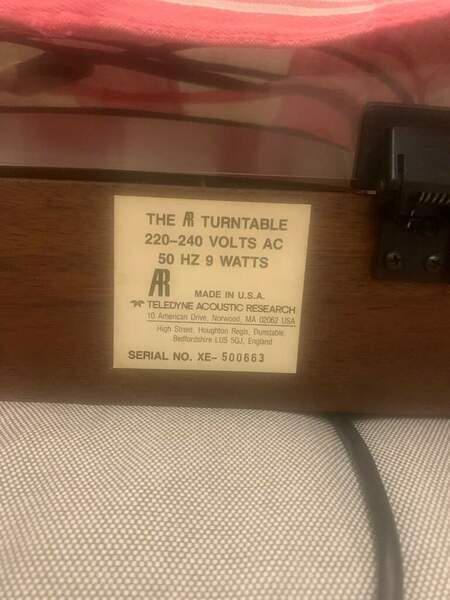 THE AR TURNTABLE
220-240 VOLTS AC
50 HZ 9 WATTS
AR
MADE IN U.S.A.
TELEDYNE ACOUSTIC RESEARCH
10 American Drive, Norwood, MA 02062 USA
High Street, Houghton Regis, Dunstable,
Bedfordshire LU5 5QJ, England
SERIAL NO. XE- 500663